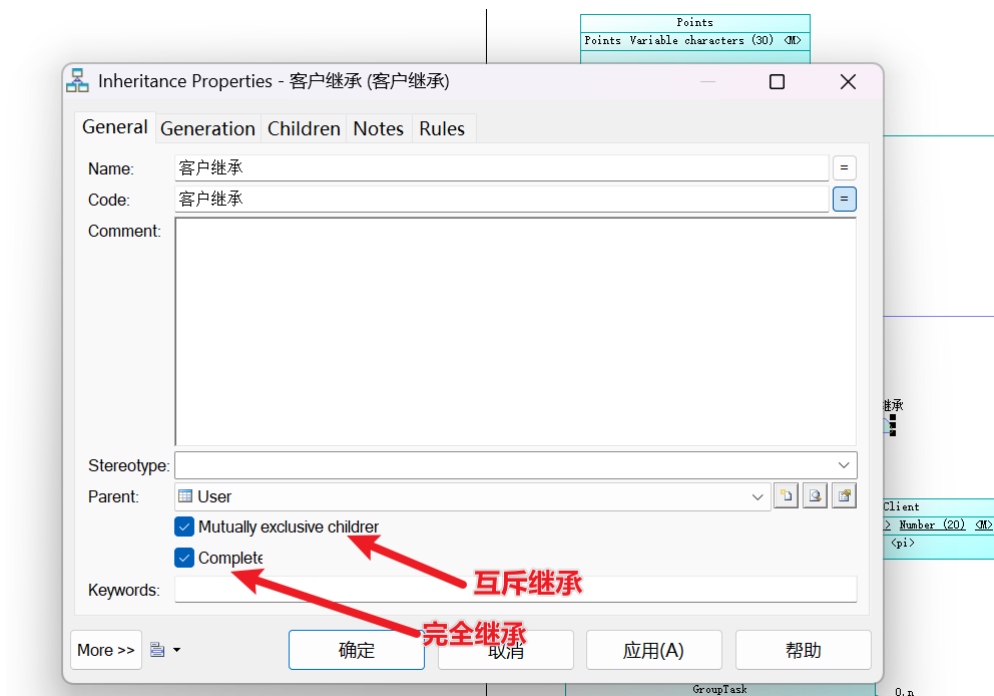 Points
Points Variable characters (30) <M>
Inheritance Properties - 客户继承 (客户继承)
General Generation Children Notes Rules
Name: 客户继承 =
Code: 客户继承 =
Comment:
继承
Stereotype:
Parent: User
Client
Number (20) <M>
<pi>
Mutually exclusive children
Complete
互斥继承
Keywords:
完全继承
More >> 确定 取消 应用(A) 帮助
GroupTask
0,n